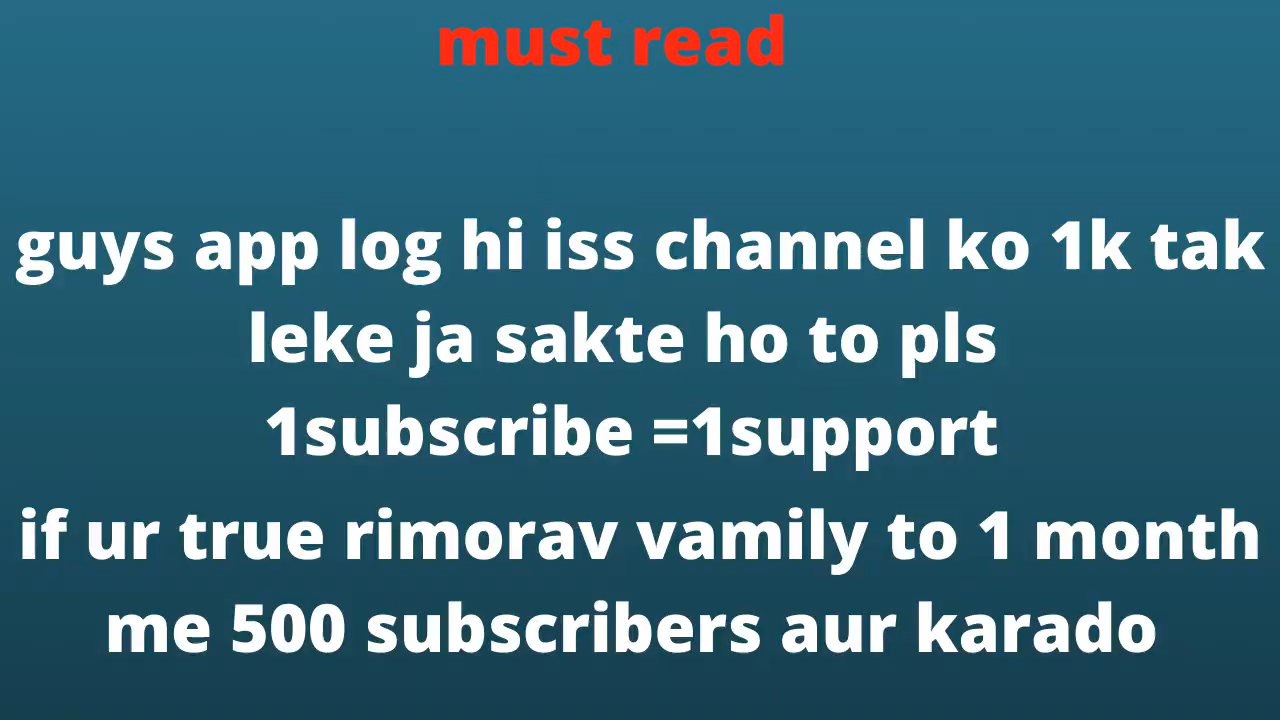 must read
guys app log hi iss channel ko 1k tak
leke ja sakte ho to pls
1subscribe =1support
if ur true rimorav vamily to 1 month
me 500 subscribers aur karado